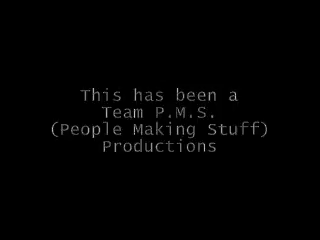 This has been a
Team P.M.S.
(People Making Stuff)
Productions